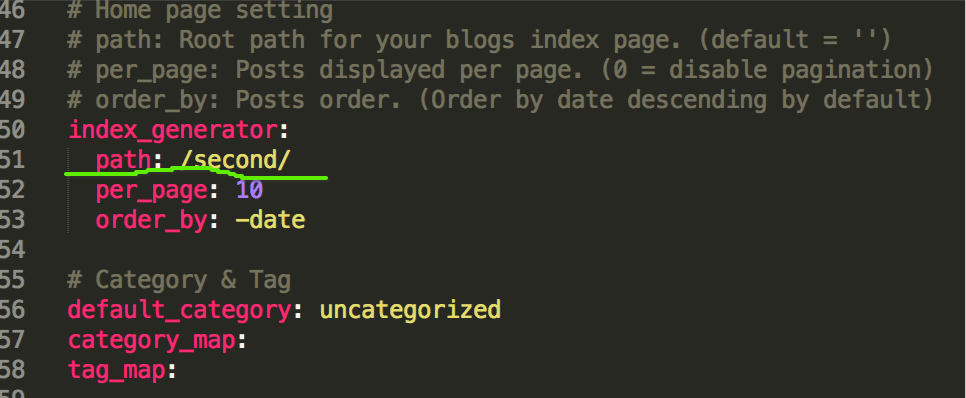 46 # Home page setting
47 # path: Root path for your blogs index page. (default = '')
48 # per_page: Posts displayed per page. (0 = disable pagination)
49 # order_by: Posts order. (Order by date descending by default)
50 index_generator:
51 path: /second/
52 per_page: 10
53 order_by: -date
54
55 # Category & Tag
56 default_category: uncategorized
57 category_map:
58 tag_map:
59